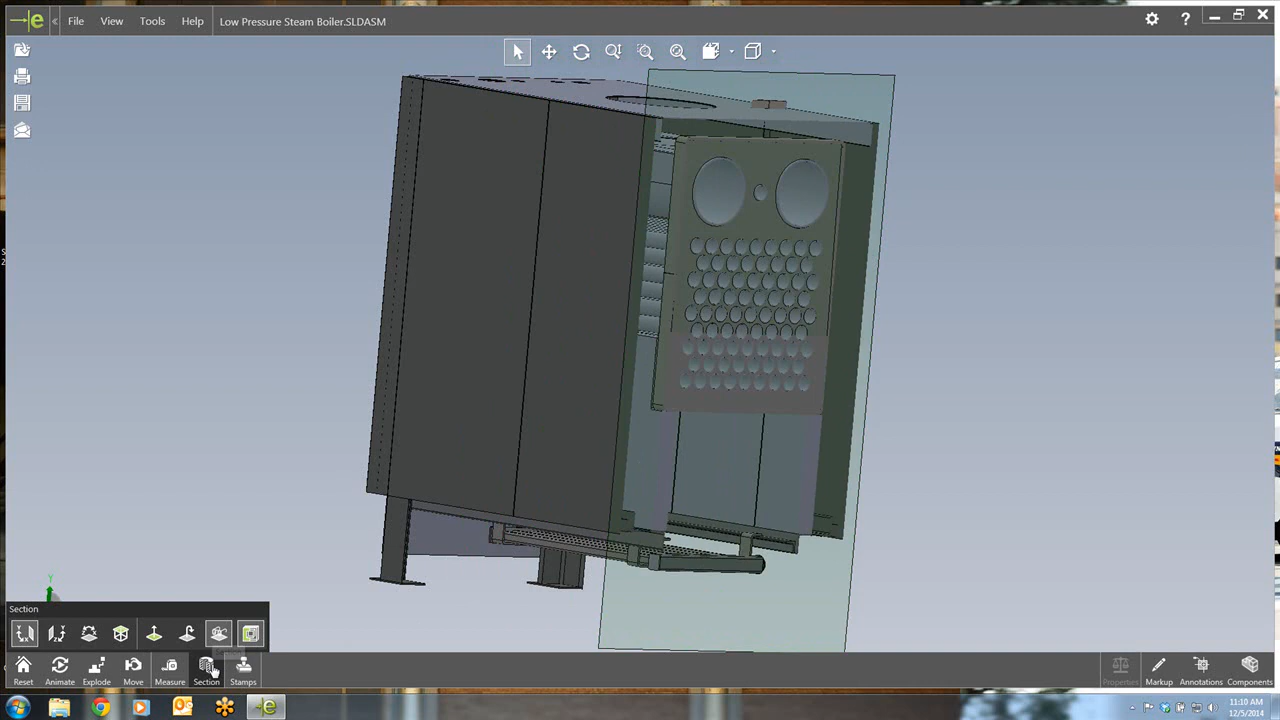 File View Tools Help Low Pressure Steam Boiler.SLDASM
Y
Section
Reset Animate Explode Move Measure Section Stamps Properties Markup Annotations Components
11:10 AM
12/5/2014